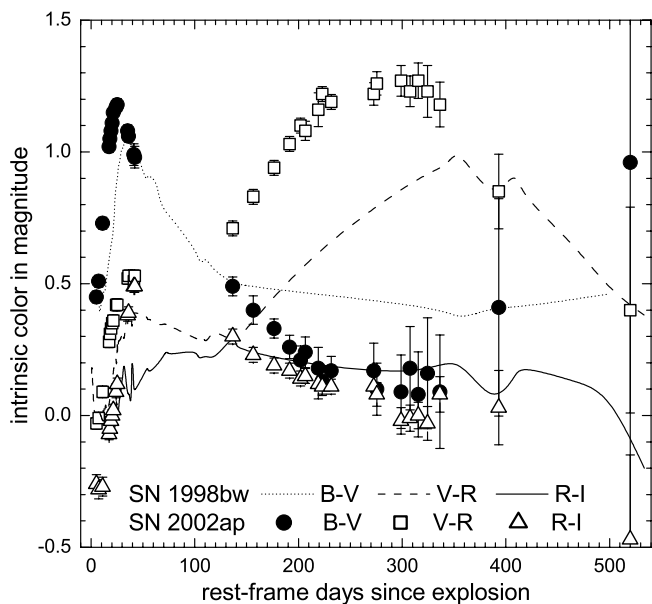 1.5
1.0
0.5
0.0
-0.5
intrinsic color in magnitude
SN 1998bw B-V V-R R-I
SN 2002ap B-V V-R R-I
0 100 200 300 400 500
rest-frame days since explosion